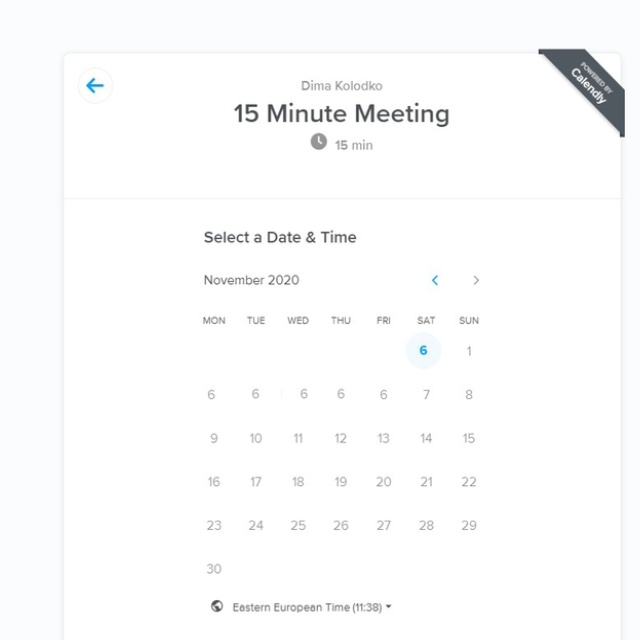 POWERED BY
Calendly
Dima Kolodko
15 Minute Meeting
15 min
Select a Date & Time
November 2020
MON TUE WED THU FRI SAT SUN
6 1
6 6 6 6 6 7 8
9 10 11 12 13 14 15
16 17 18 19 20 21 22
23 24 25 26 27 28 29
30
Eastern European Time (11:38)